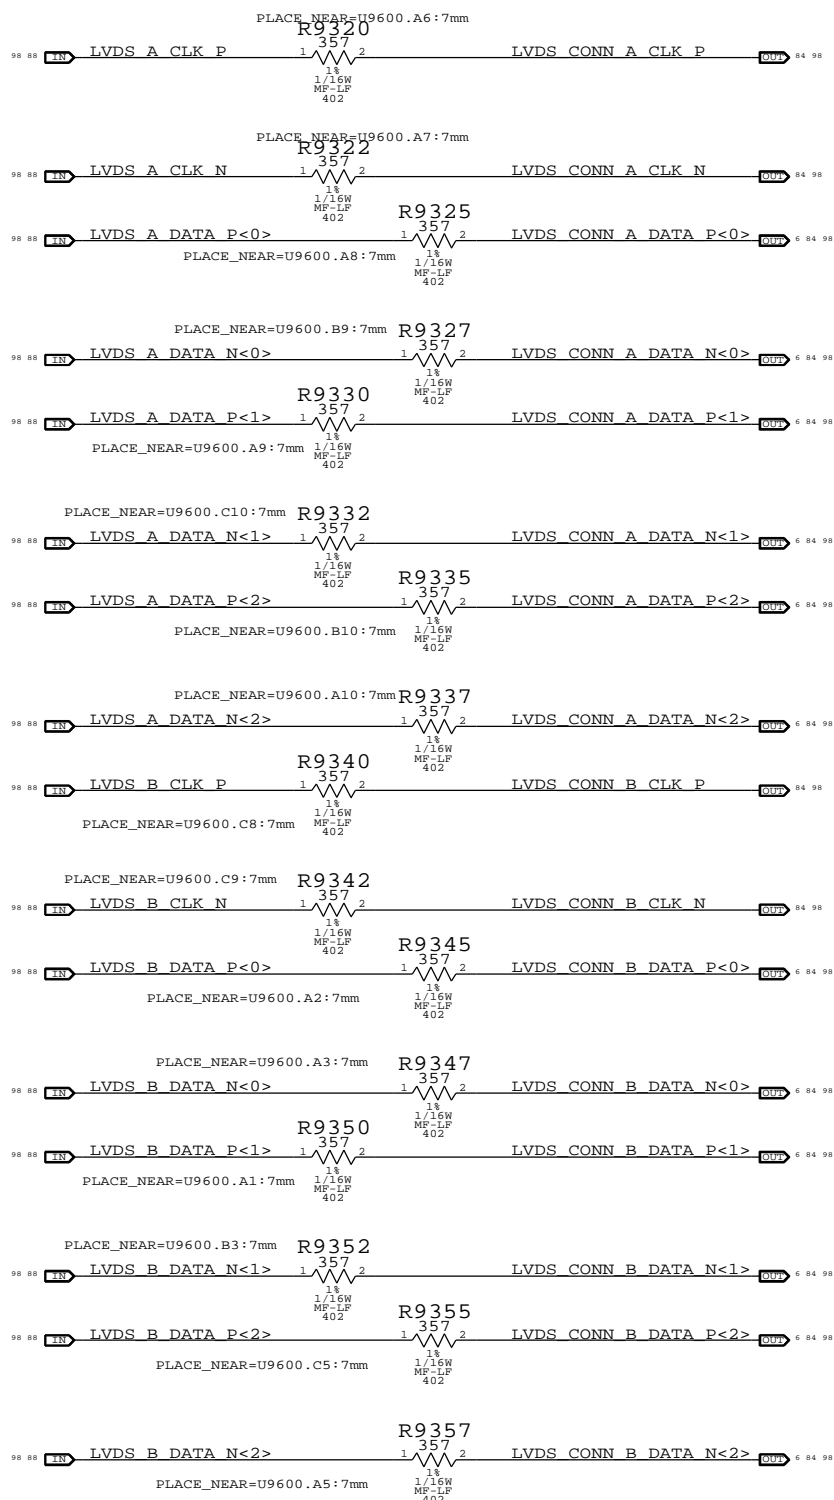 PLACE_NEAR=U9600.A6:7mm
R9320
357
98 88 IN LVDS_A_CLK_P 1 2 LVDS_CONN_A_CLK_P OUT 84 98
1%
1/16W
MF-LF
402
PLACE_NEAR=U9600.A7:7mm
R9322
357
98 88 IN LVDS_A_CLK_N 1 2 LVDS_CONN_A_CLK_N OUT 84 98
1%
1/16W
MF-LF
402
R9325
357
98 88 IN LVDS_A_DATA_P<0> 1 2 LVDS_CONN_A_DATA_P<0> OUT 6 84 98
PLACE_NEAR=U9600.A8:7mm
1%
1/16W
MF-LF
402
PLACE_NEAR=U9600.B9:7mm R9327
357
98 88 IN LVDS_A_DATA_N<0> 1 2 LVDS_CONN_A_DATA_N<0> OUT 6 84 98
1%
1/16W
MF-LF
402
R9330
357
98 88 IN LVDS_A_DATA_P<1> 1 2 LVDS_CONN_A_DATA_P<1> OUT 6 84 98
1%
PLACE_NEAR=U9600.A9:7mm 1/16W
MF-LF
402
PLACE_NEAR=U9600.C10:7mm R9332
357
98 88 IN LVDS_A_DATA_N<1> 1 2 LVDS_CONN_A_DATA_N<1> OUT 6 84 98
1%
1/16W
MF-LF
402
R9335
357
98 88 IN LVDS_A_DATA_P<2> 1 2 LVDS_CONN_A_DATA_P<2> OUT 6 84 98
1%
PLACE_NEAR=U9600.B10:7mm 1/16W
MF-LF
402
PLACE_NEAR=U9600.A10:7mm R9337
357
98 88 IN LVDS_A_DATA_N<2> 1 2 LVDS_CONN_A_DATA_N<2> OUT 6 84 98
1%
1/16W
MF-LF
402
R9340
357
98 88 IN LVDS_B_CLK_P 1 2 LVDS_CONN_B_CLK_P OUT 84 98
1%
1/16W
PLACE_NEAR=U9600.C8:7mm MF-LF
402
PLACE_NEAR=U9600.C9:7mm R9342
357
98 88 IN LVDS_B_CLK_N 1 2 LVDS_CONN_B_CLK_N OUT 84 98
1%
1/16W
MF-LF
402
R9345
357
98 88 IN LVDS_B_DATA_P<0> 1 2 LVDS_CONN_B_DATA_P<0> OUT 6 84 98
1%
PLACE_NEAR=U9600.A2:7mm 1/16W
MF-LF
402
PLACE_NEAR=U9600.A3:7mm R9347
357
98 88 IN LVDS_B_DATA_N<0> 1 2 LVDS_CONN_B_DATA_N<0> OUT 6 84 98
1%
1/16W
MF-LF
402
R9350
357
98 88 IN LVDS_B_DATA_P<1> 1 2 LVDS_CONN_B_DATA_P<1> OUT 6 84 98
1%
PLACE_NEAR=U9600.A1:7mm 1/16W
MF-LF
402
PLACE_NEAR=U9600.B3:7mm R9352
357
98 88 IN LVDS_B_DATA_N<1> 1 2 LVDS_CONN_B_DATA_N<1> OUT 6 84 98
1%
1/16W
MF-LF
402
R9355
357
98 88 IN LVDS_B_DATA_P<2> 1 2 LVDS_CONN_B_DATA_P<2> OUT 6 84 98
1%
PLACE_NEAR=U9600.C5:7mm 1/16W
MF-LF
402
R9357
357
98 88 IN LVDS_B_DATA_N<2> 1 2 LVDS_CONN_B_DATA_N<2> OUT 6 84 98
1%
PLACE_NEAR=U9600.A5:7mm 1/16W
MF-LF
402